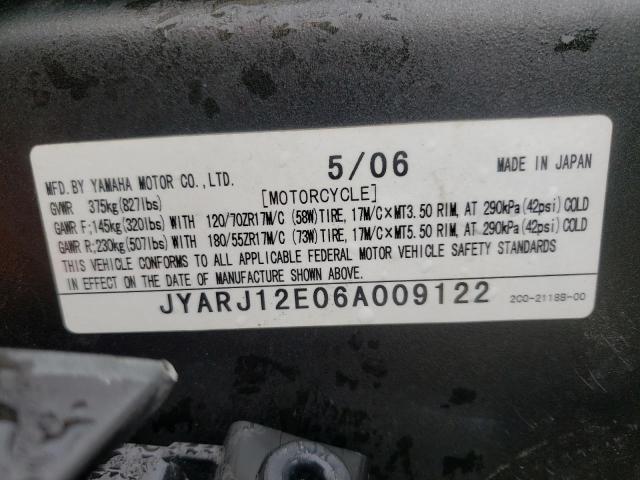 5/06 MADE IN JAPAN
MFD.BY YAMAHA MOTOR CO.,LTD.
[MOTORCYCLE]
GVWR 375kg(827lbs)
GAWR F;145kg(320lbs)WITH 120/70ZR17M/C (58W)TIRE, 17M/C×MT3.50 RIM, AT 290kPa(42psi)COLD
GAWR R;230kg(507lbs)WITH 180/55ZR17M/C (73W)TIRE, 17M/C×MT5.50 RIM, AT 290kPa(42psi)COLD
THIS VEHICLE CONFORMS TO ALL APPLICABLE FEDERAL MOTOR VEHICLE SAFETY STANDARDS
IN EFFECT ON THE DATE OF MANUFACTURE SHOWN ABOVE.
JYARJ12E06A009122 2C0-2118B-00